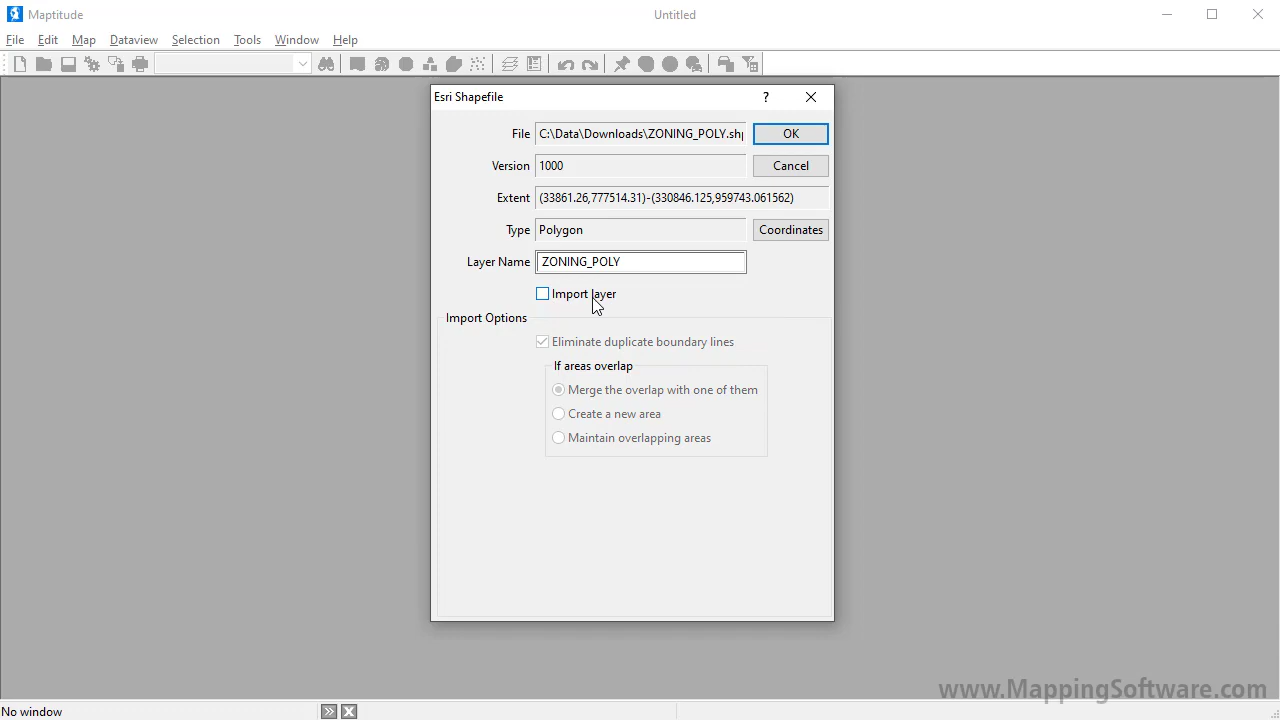 Maptitude
Untitled
File Edit Map Dataview Selection Tools Window Help
Esri Shapefile
?
File C:\Data\Downloads\ZONING_POLY.shp OK
Version 1000 Cancel
Extent (33861.26,777514.31)-(330846.125,959743.061562)
Type Polygon Coordinates
Layer Name ZONING_POLY
Import layer
Import Options
Eliminate duplicate boundary lines
If areas overlap
Merge the overlap with one of them
Create a new area
Maintain overlapping areas
www.MappingSoftware.com
No window